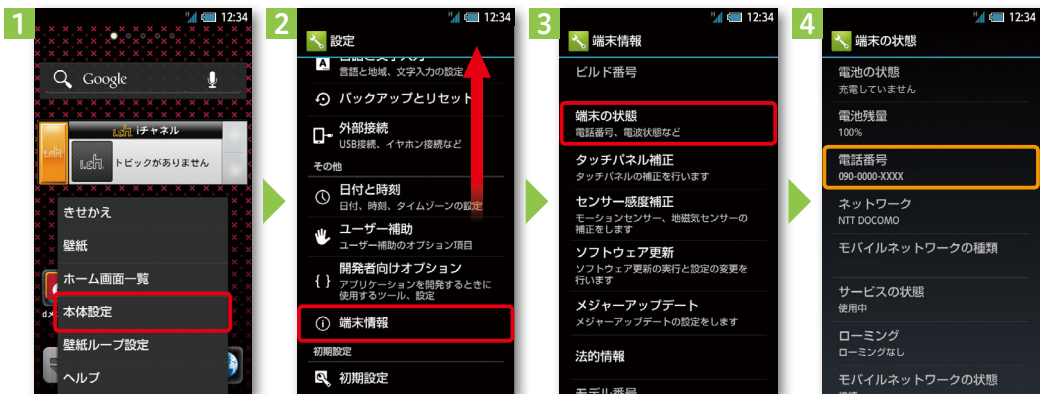 1
H
12:34
Google
i.ch iチャネル
i.ch
i.ch
トピックがありません
きせかえ
壁紙
ホーム画面一覧
本体設定
dメ
壁紙ループ設定
ヘルプ
2
H
12:34
設定
A
言語と文字入力
言語と地域、文字入力の設定
バックアップとリセット
外部接続
USB接続、イヤホン接続など
その他
日付と時刻
日付、時刻、タイムゾーンの設定
ユーザー補助
ユーザー補助のオプション項目
開発者向けオプション
{ }
アプリケーションを開発するときに
使用するツール、設定
端末情報
初期設定
初期設定
3
H
12:34
端末情報
ビルド番号
端末の状態
電話番号、電波状態など
タッチパネル補正
タッチパネルの補正を行います
センサー感度補正
モーションセンサー、地磁気センサーの
補正をします
ソフトウェア更新
ソフトウェア更新の実行と設定の変更を
行います
メジャーアップデート
メジャーアップデートの設定をします
法的情報
モデル番号
4
H
12:34
端末の状態
電池の状態
充電していません
電池残量
100%
電話番号
090-0000-XXXX
ネットワーク
NTT DOCOMO
モバイルネットワークの種類
サービスの状態
使用中
ローミング
ローミングなし
モバイルネットワークの状態